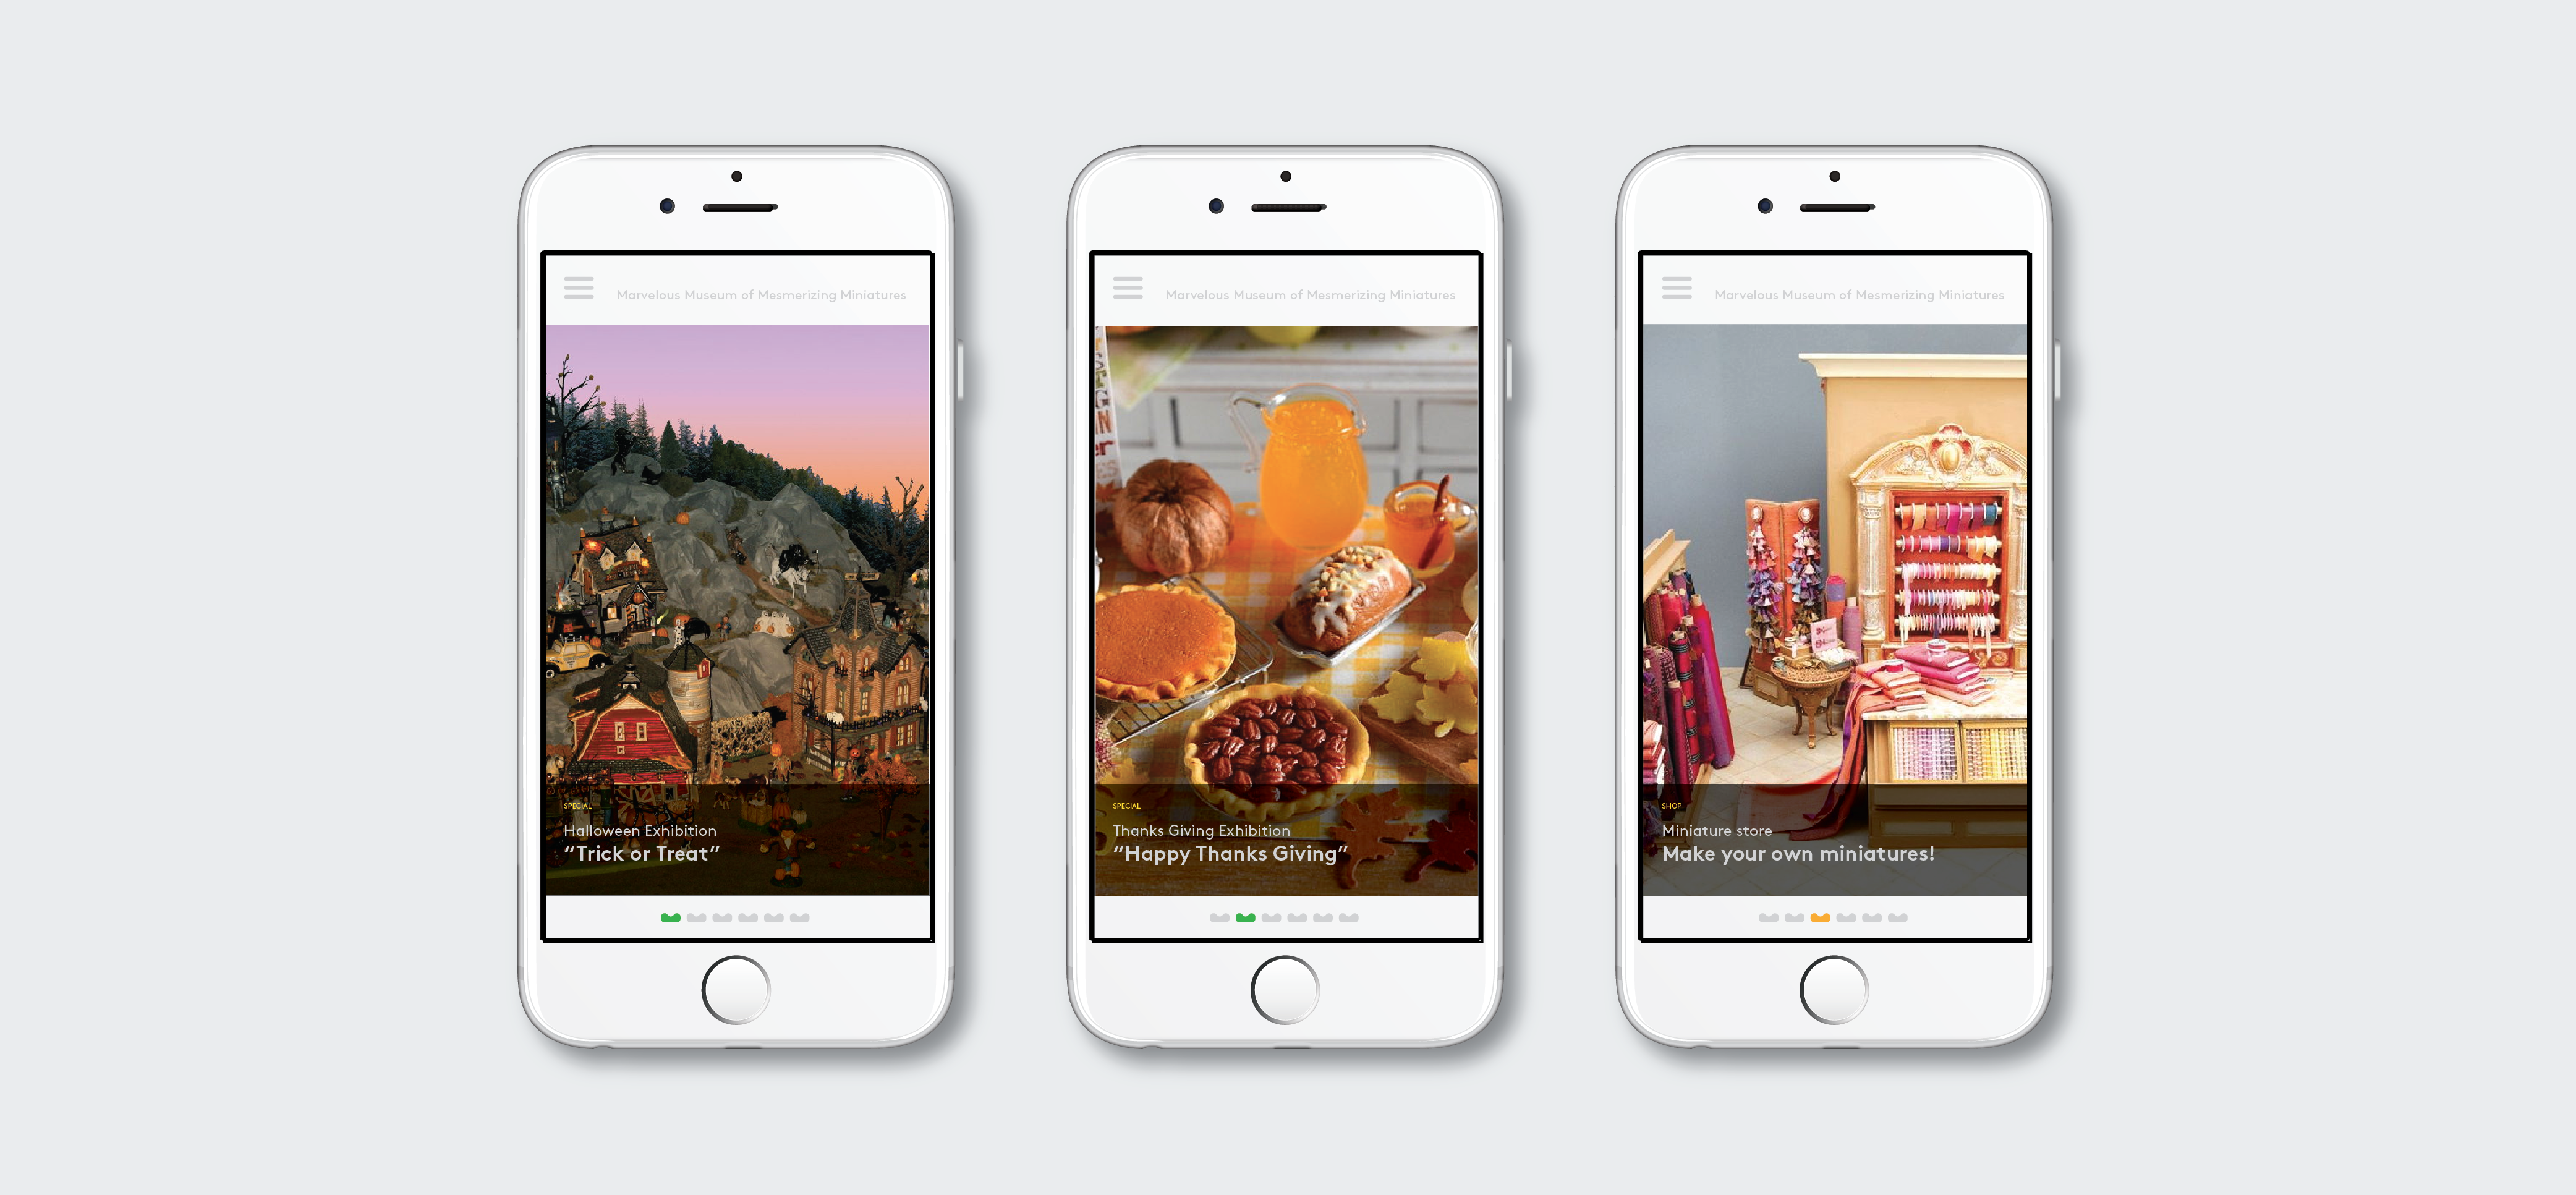 Marvelous Museum of Mesmerizing Miniatures
SPECIAL
Halloween Exhibition
“Trick or Treat”
Marvelous Museum of Mesmerizing Miniatures
SPECIAL
Thanks Giving Exhibition
“Happy Thanks Giving”
Marvelous Museum of Mesmerizing Miniatures
SHOP
Miniature store
Make your own miniatures!